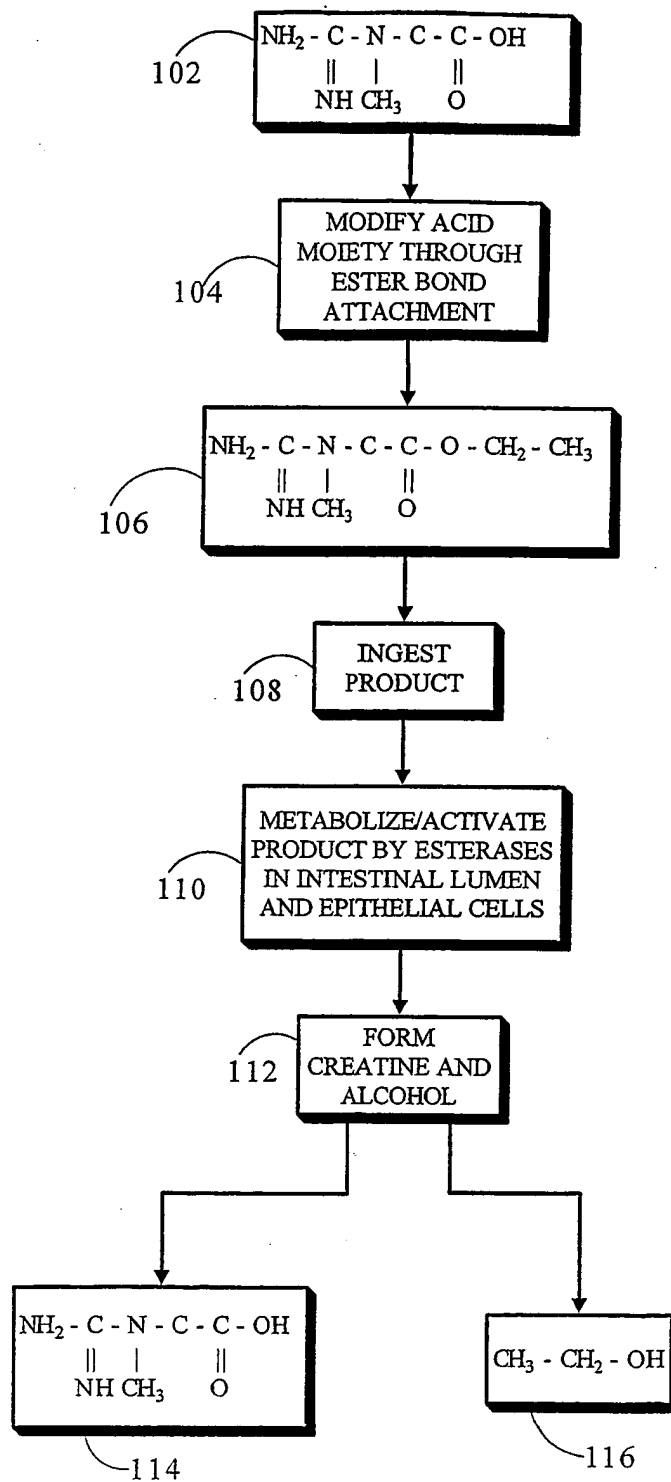 NH₂ - C - N - C - C - OH
|| | ||
NH CH₃ O
102
MODIFY ACID
MOIETY THROUGH
ESTER BOND
ATTACHMENT
104
NH₂ - C - N - C - C - O - CH₂ - CH₃
|| | ||
NH CH₃ O
106
INGEST
PRODUCT
108
METABOLIZE/ACTIVATE
PRODUCT BY ESTERASES
IN INTESTINAL LUMEN
AND EPITHELIAL CELLS
110
FORM
CREATINE AND
ALCOHOL
112
NH₂ - C - N - C - C - OH
|| | ||
NH CH₃ O
114
CH₃ - CH₂ - OH
116